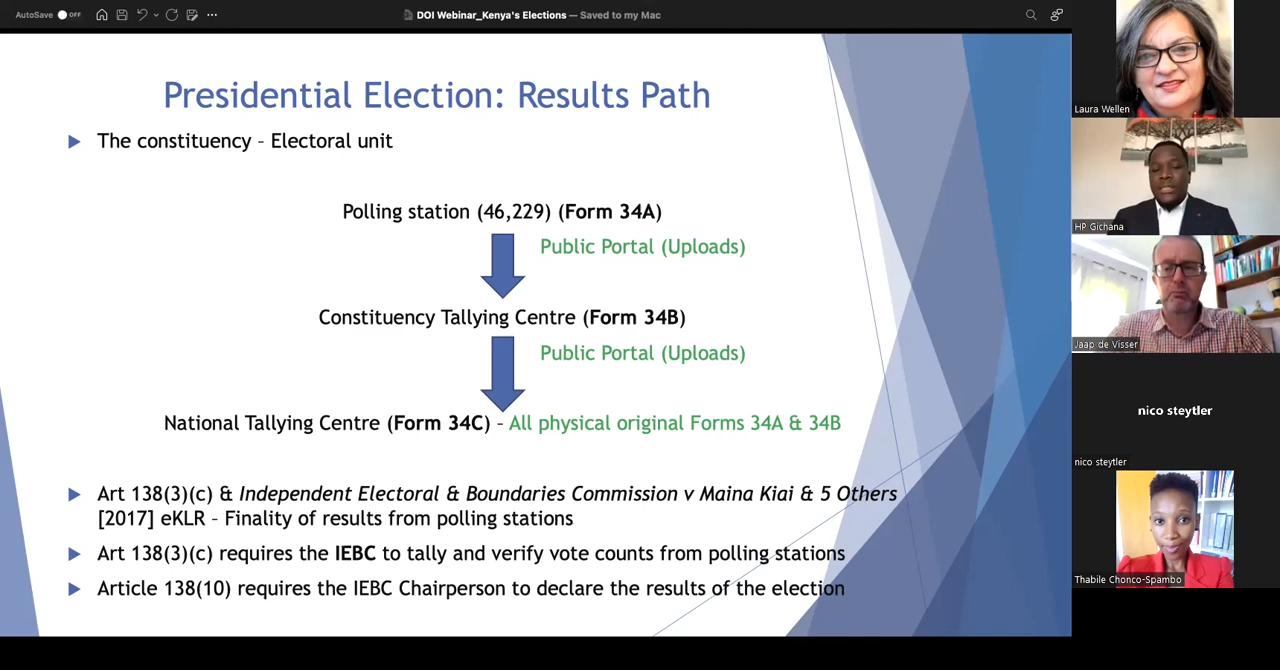 AutoSave OFF
DOI Webinar_Kenya's Elections — Saved to my Mac
Presidential Election: Results Path
The constituency – Electoral unit
Polling station (46,229) (Form 34A)
Public Portal (Uploads)
Constituency Tallying Centre (Form 34B)
Public Portal (Uploads)
National Tallying Centre (Form 34C) – All physical original Forms 34A & 34B
Art 138(3)(c) & Independent Electoral & Boundaries Commission v Maina Kiai & 5 Others
[2017] eKLR – Finality of results from polling stations
Art 138(3)(c) requires the IEBC to tally and verify vote counts from polling stations
Article 138(10) requires the IEBC Chairperson to declare the results of the election
Laura Wellen
HP Gichana
Jaap de Visser
nico steytler
nico steytler
Thabile Chonco-Spambo